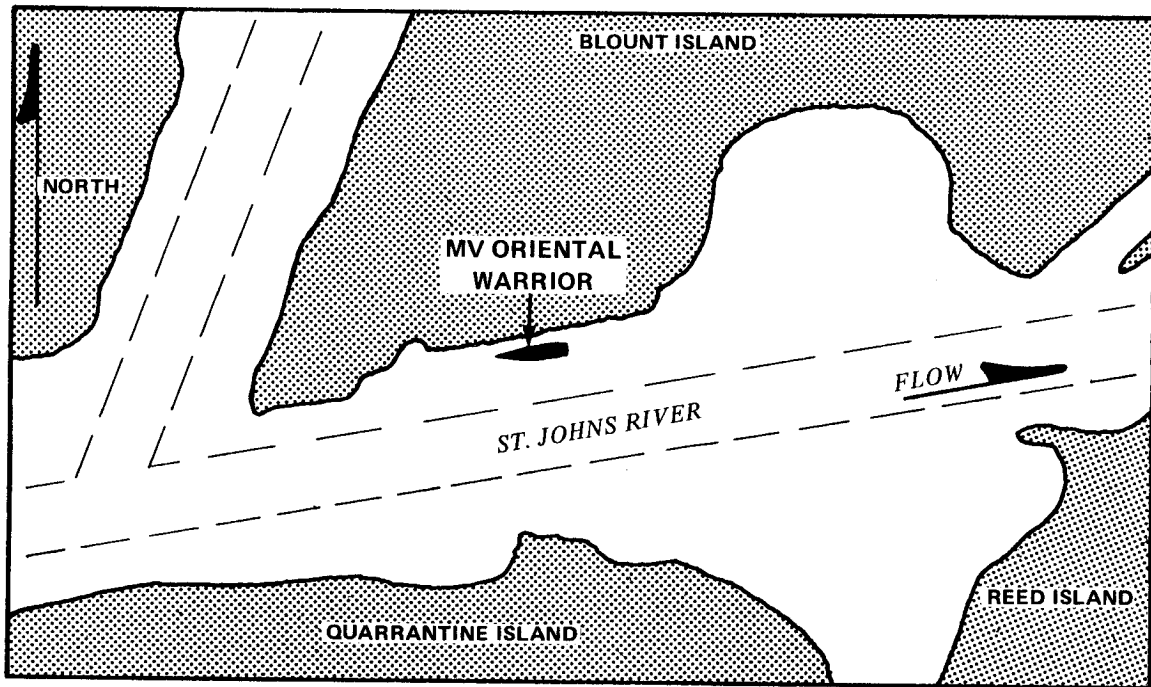 BLOUNT ISLAND
NORTH
MV ORIENTAL
WARRIOR
FLOW
ST. JOHNS RIVER
REED ISLAND
QUARRANTINE ISLAND